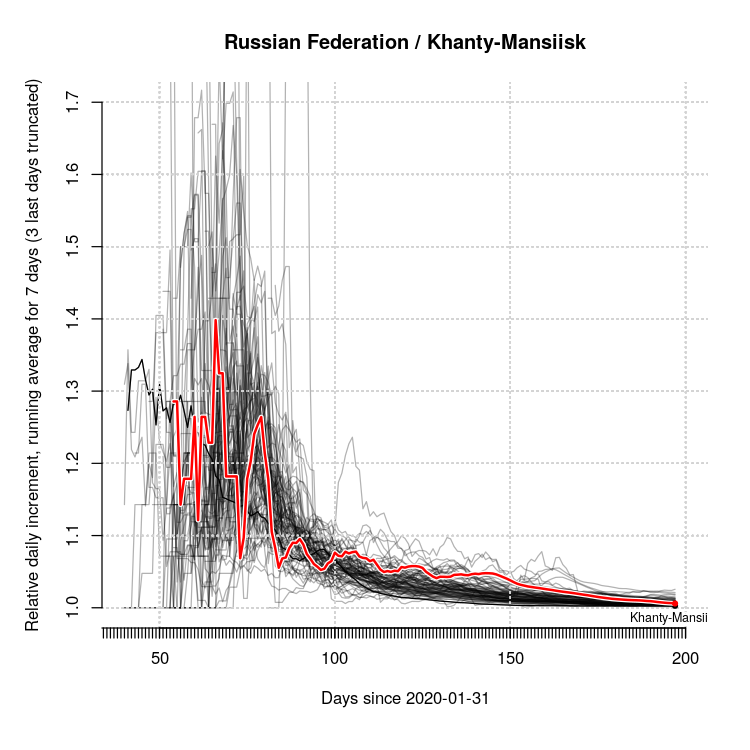 Russian Federation / Khanty-Mansiisk
Relative daily increment, running average for 7 days (3 last days truncated)
1.7
1.6
1.5
1.4
1.3
1.2
1.1
1.0
Khanty-Mansii
50 100 150 200
Days since 2020-01-31